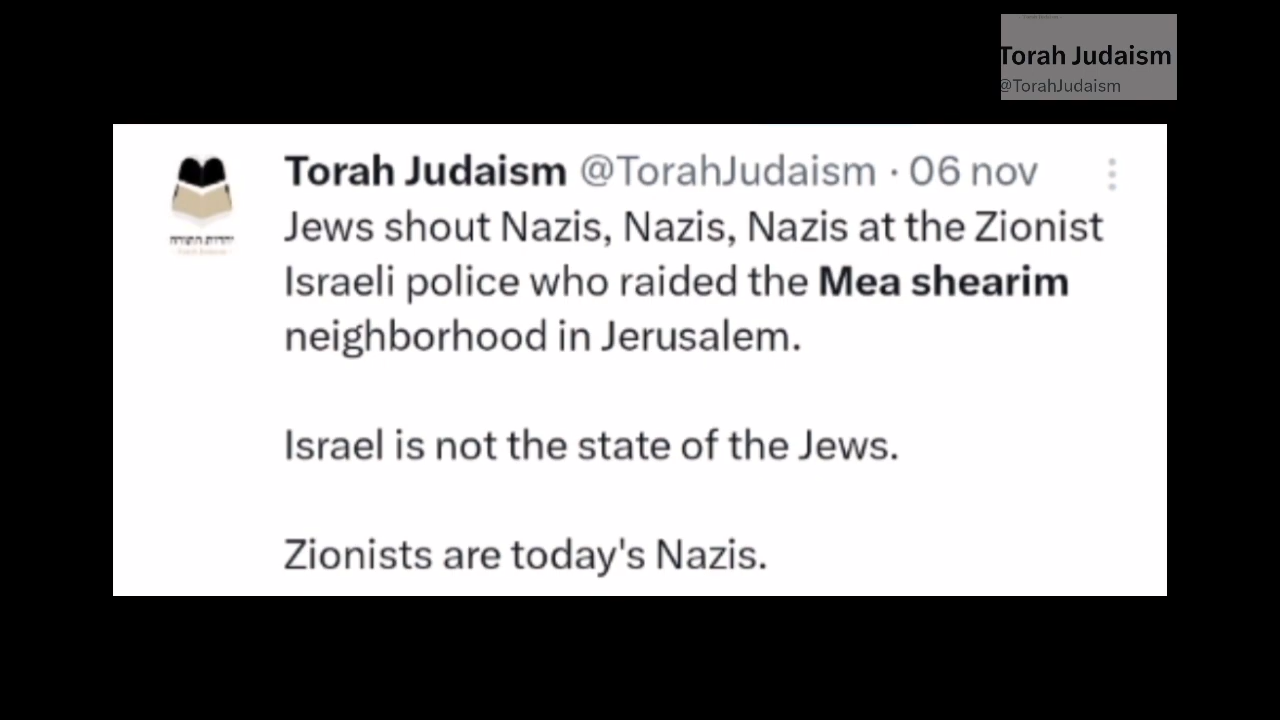 Torah Judaism
@TorahJudaism
Torah Judaism @TorahJudaism · 06 nov
Jews shout Nazis, Nazis, Nazis at the Zionist
Israeli police who raided the Mea shearim
neighborhood in Jerusalem.
Israel is not the state of the Jews.
Zionists are today's Nazis.